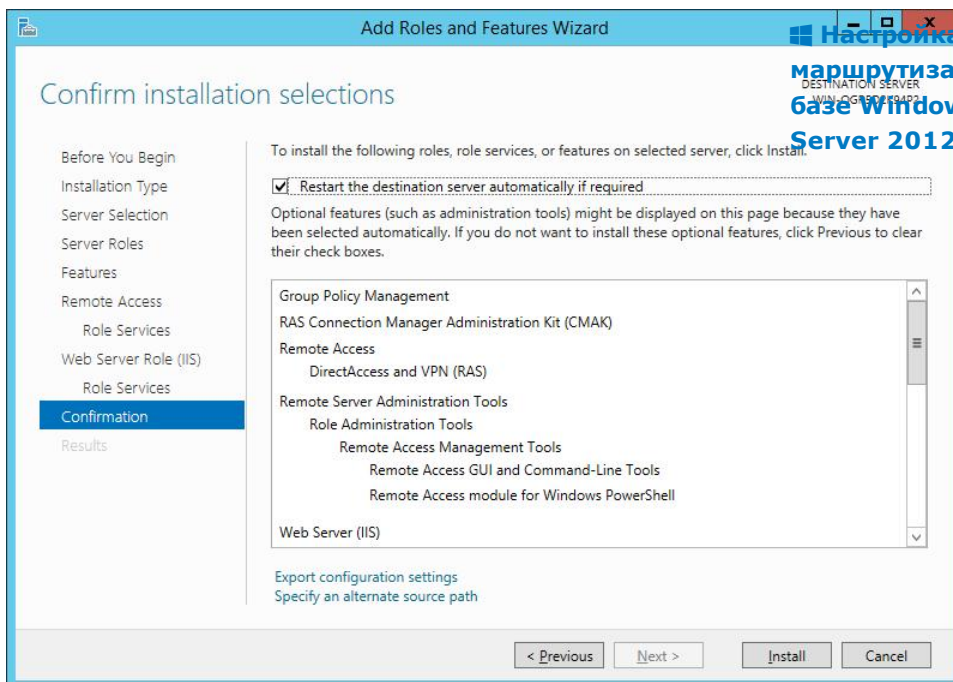 Add Roles and Features Wizard
Настройка
маршрутиза
базе Window
Server 2012
Confirm installation selections
DESTINATION SERVER
Before You Begin
Installation Type
Server Selection
Server Roles
Features
Remote Access
Role Services
Web Server Role (IIS)
Role Services
Confirmation
Results
To install the following roles, role services, or features on selected server, click Install.
Restart the destination server automatically if required
Optional features (such as administration tools) might be displayed on this page because they have
been selected automatically. If you do not want to install these optional features, click Previous to clear
their check boxes.
Group Policy Management
RAS Connection Manager Administration Kit (CMAK)
Remote Access
DirectAccess and VPN (RAS)
Remote Server Administration Tools
Role Administration Tools
Remote Access Management Tools
Remote Access GUI and Command-Line Tools
Remote Access module for Windows PowerShell
Web Server (IIS)
Export configuration settings
Specify an alternate source path
< Previous
Next >
Install
Cancel